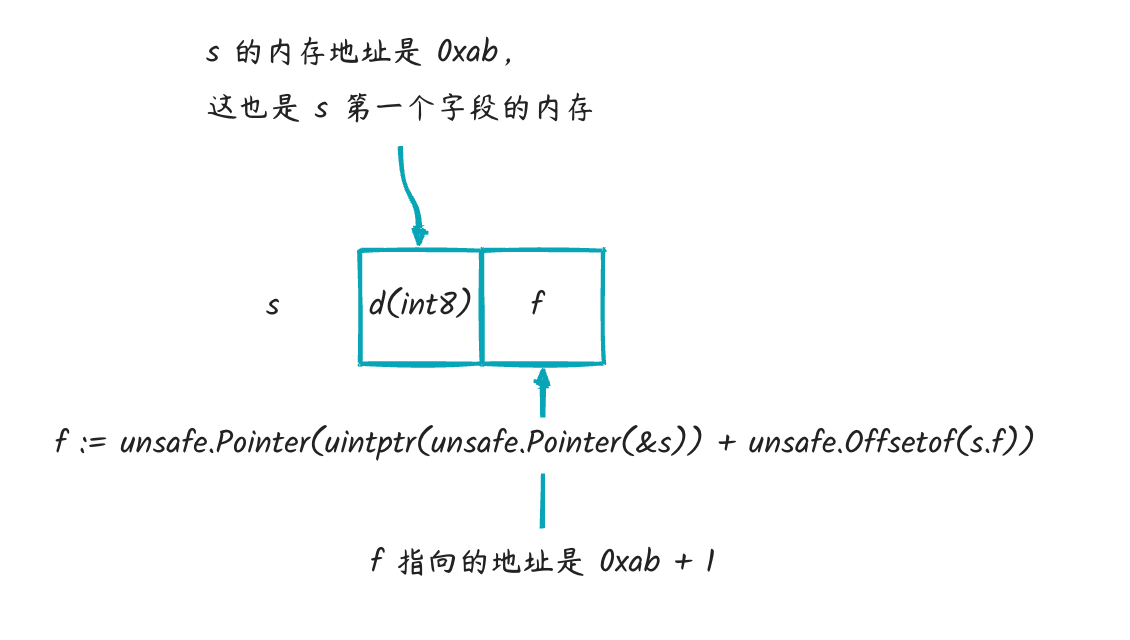 s 的内存地址是 0xab，
这也是 s 第一个字段的内存
s
d(int8)
f
f := unsafe.Pointer(uintptr(unsafe.Pointer(&s)) + unsafe.Offsetof(s.f))
f 指向的地址是 0xab + 1